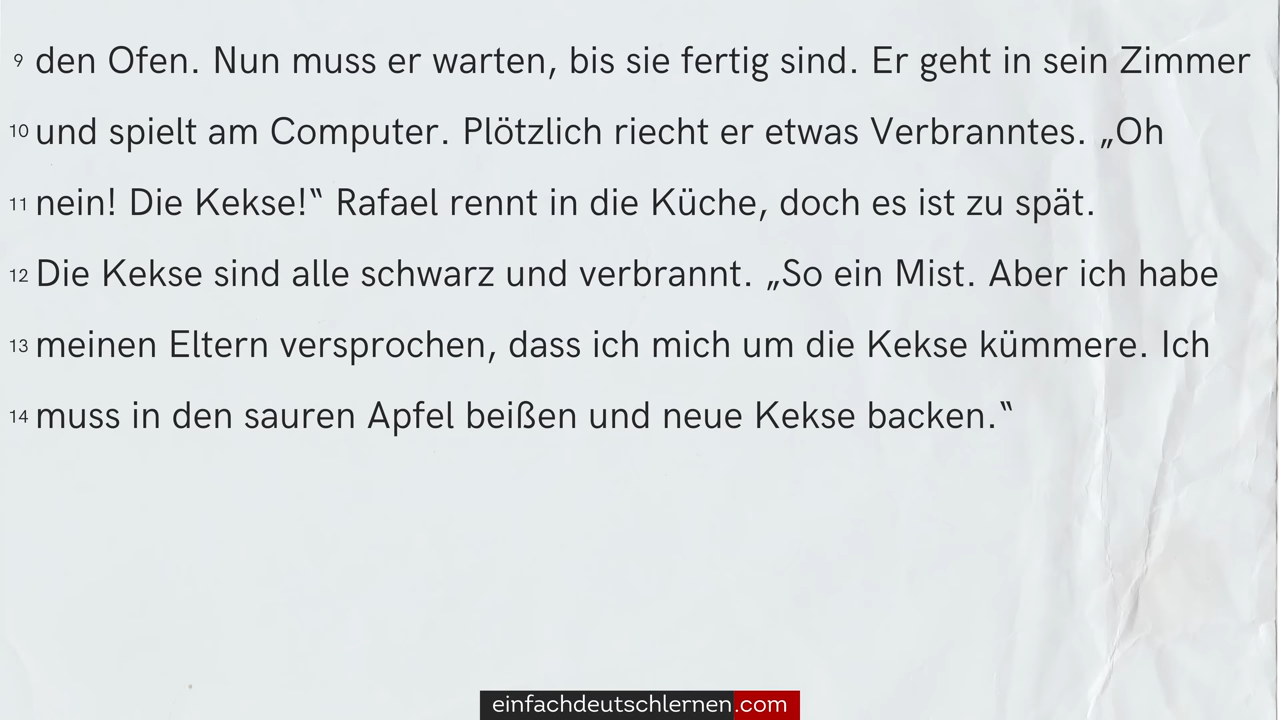 9 den Ofen. Nun muss er warten, bis sie fertig sind. Er geht in sein Zimmer
10 und spielt am Computer. Plötzlich riecht er etwas Verbranntes. „Oh
11 nein! Die Kekse!“ Rafael rennt in die Küche, doch es ist zu spät.
12 Die Kekse sind alle schwarz und verbrannt. „So ein Mist. Aber ich habe
13 meinen Eltern versprochen, dass ich mich um die Kekse kümmere. Ich
14 muss in den sauren Apfel beißen und neue Kekse backen.“
einfachdeutschlernen.com